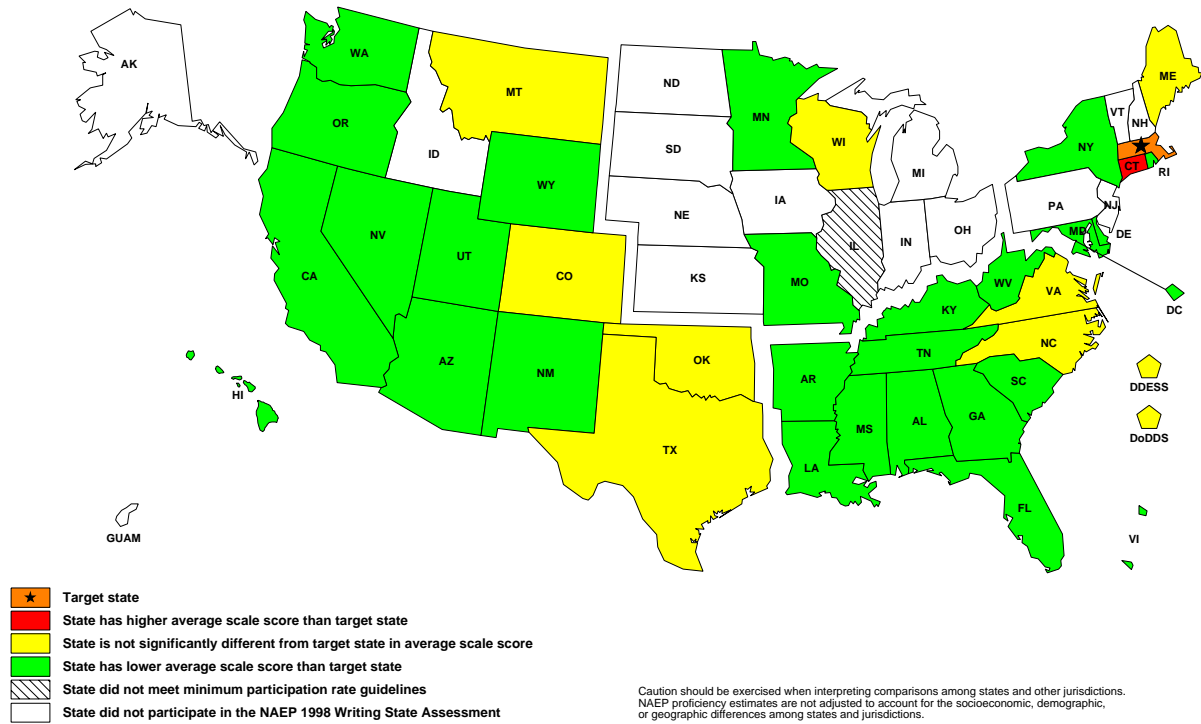 AK
WA
MT
ND
MN
ME
VT
NH
OR
ID
SD
WI
NY
MI
CT
RI
WY
IA
NE
PA
NJ
OH
IN
IL
NV
UT
CO
KS
MO
MD
DE
CA
WV
VA
KY
DC
AZ
NM
OK
AR
TN
NC
SC
DDESS
HI
MS
AL
GA
DoDDS
TX
LA
FL
GUAM
VI
Target state
State has higher average scale score than target state
State is not significantly different from target state in average scale score
State has lower average scale score than target state
State did not meet minimum participation rate guidelines
State did not participate in the NAEP 1998 Writing State Assessment
Caution should be exercised when interpreting comparisons among states and other jurisdictions.
NAEP proficiency estimates are not adjusted to account for the socioeconomic, demographic,
or geographic differences among states and jurisdictions.